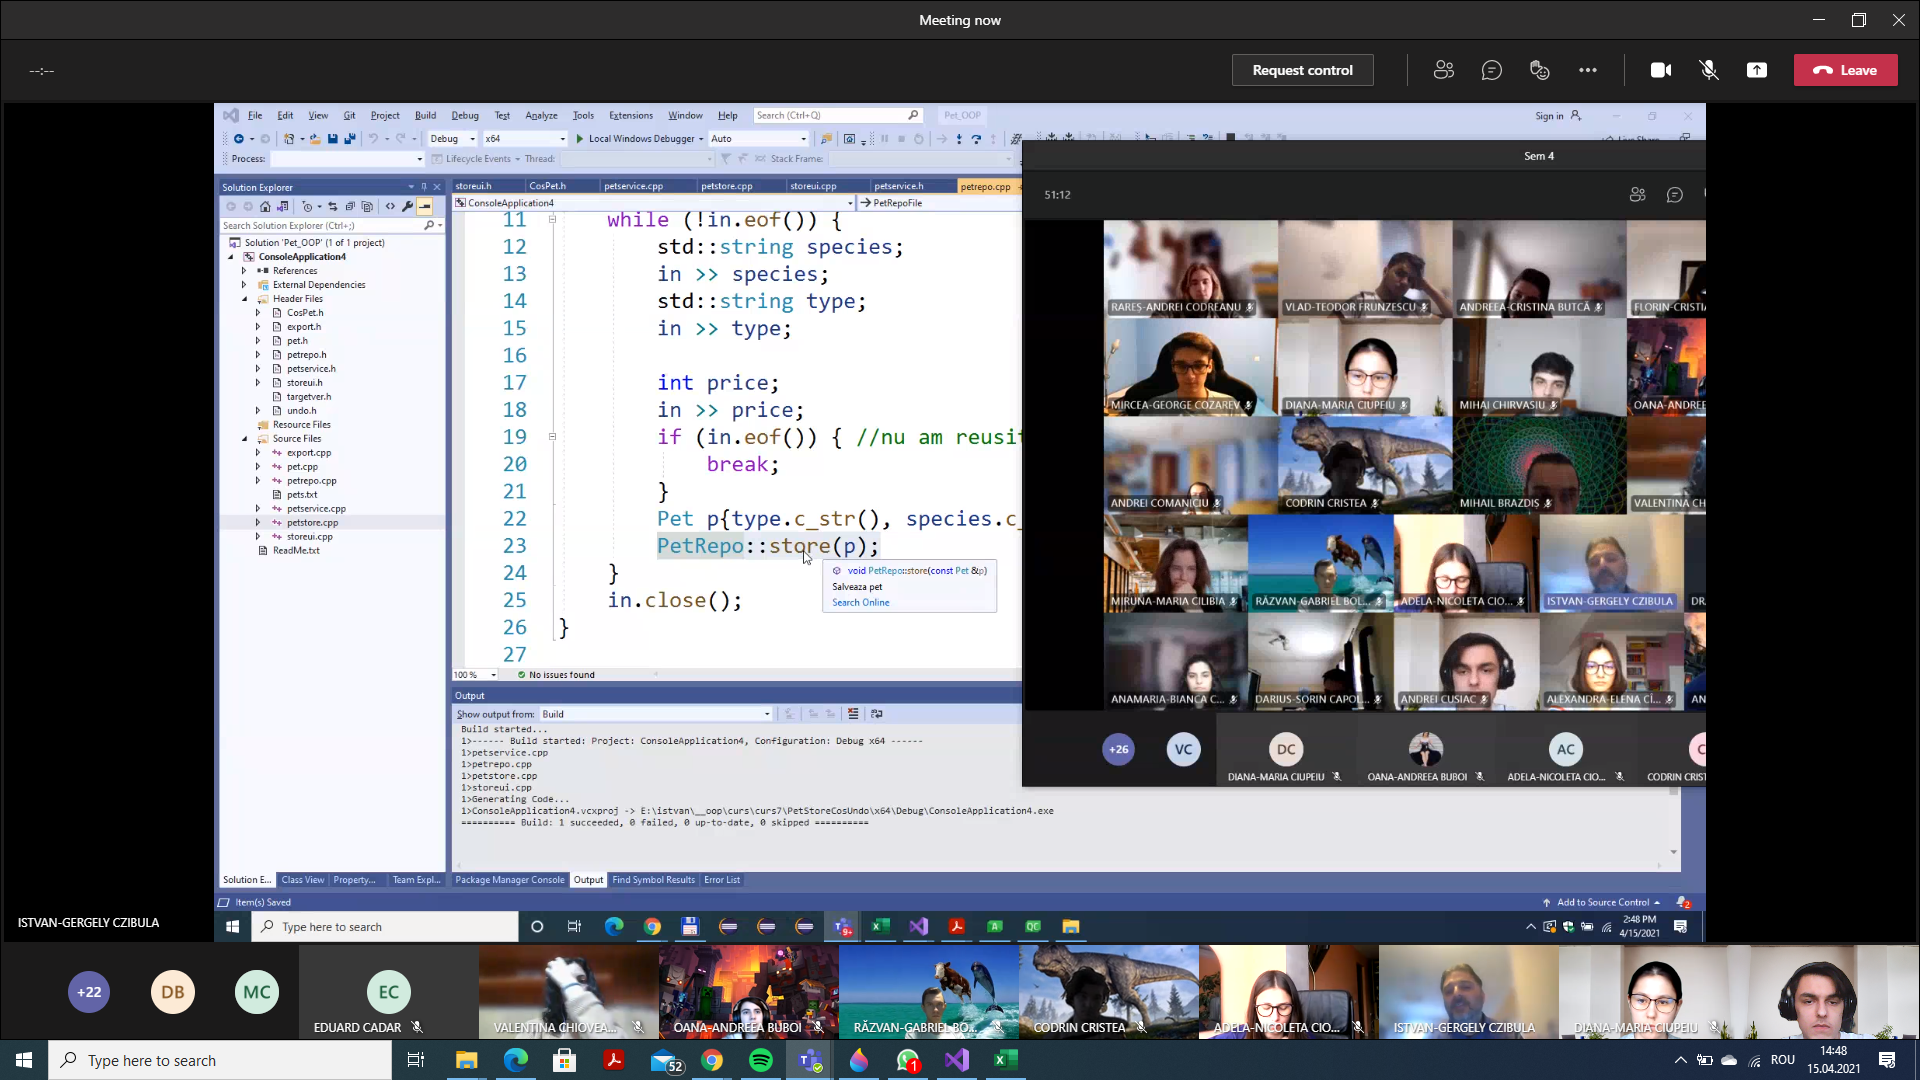 Meeting now
--:--
Request control
Leave
File Edit View Git Project Build Debug Test Analyze Tools Extensions Window Help Search (Ctrl+Q) Pet_OOP Sign in
Debug x64 Local Windows Debugger Auto
Process: Lifecycle Events Thread: Stack Frame:
Solution Explorer
Search Solution Explorer (Ctrl+;)
Solution 'Pet_OOP' (1 of 1 project)
ConsoleApplication4
References
External Dependencies
Header Files
CosPet.h
export.h
pet.h
petrepo.h
petservice.h
storeui.h
targetver.h
undo.h
Resource Files
Source Files
export.cpp
pet.cpp
petrepo.cpp
pets.txt
petservice.cpp
petstore.cpp
storeui.cpp
ReadMe.txt
Solution E... Class View Property... Team Expl...
storeui.h CosPet.h petservice.cpp petstore.cpp storeui.cpp petservice.h petrepo.cpp
ConsoleApplication4 PetRepoFile
11 while (!in.eof()) {
12 std::string species;
13 in >> species;
14 std::string type;
15 in >> type;
16
17 int price;
18 in >> price;
19 if (in.eof()) { //nu am reusit
20 break;
21 }
22 Pet p{type.c_str(), species.c_
23 PetRepo::store(p);
24 }
25 in.close();
26 }
27
void PetRepo::store(const Pet &p)
Salveaza pet
Search Online
100 % No issues found
Output
Show output from: Build
Build started...
1>------ Build started: Project: ConsoleApplication4, Configuration: Debug x64 ------
1>petservice.cpp
1>petrepo.cpp
1>petstore.cpp
1>storeui.cpp
1>Generating Code...
1>ConsoleApplication4.vcxproj -> E:\istvan\__oop\curs\curs7\PetStoreCosUndo\x64\Debug\ConsoleApplication4.exe
========== Build: 1 succeeded, 0 failed, 0 up-to-date, 0 skipped ==========
Package Manager Console Output Find Symbol Results Error List
Item(s) Saved Add to Source Control 2
Sem 4
51:12
RAREȘ-ANDREI CODREANU VLAD-TEODOR FRUNZESCU ANDREEA-CRISTINA BUTCĂ FLORIN-CRISTI
MIRCEA-GEORGE COZAREV DIANA-MARIA CIUPEIU MIHAI CHIRVASIU OANA-ANDREE
ANDREI COMANICIU CODRIN CRISTEA MIHAIL BRAZDIȘ VALENTINA CH
MIRUNA-MARIA CILIBIA RĂZVAN-GABRIEL BOL... ADELA-NICOLETA CIO... ISTVAN-GERGELY CZIBULA DR
ANAMARIA-BIANCA C... DARIUS-SORIN CAPOL... ANDREI CUSIAC ALEXANDRA-ELENA CÎ... AN
+26 VC DC AC C
DIANA-MARIA CIUPEIU OANA-ANDREEA BUBOI ADELA-NICOLETA CIO... CODRIN CRIST
ISTVAN-GERGELY CZIBULA
Type here to search 9+ 2:48 PM
4/15/2021
+22 DB MC EC
EDUARD CADAR VALENTINA CHIOVEA... OANA-ANDREEA BUBOI RĂZVAN-GABRIEL BO... CODRIN CRISTEA ADELA-NICOLETA CIO... ISTVAN-GERGELY CZIBULA DIANA-MARIA CIUPEIU
Type here to search 52 1 ROU 14:48
15.04.2021